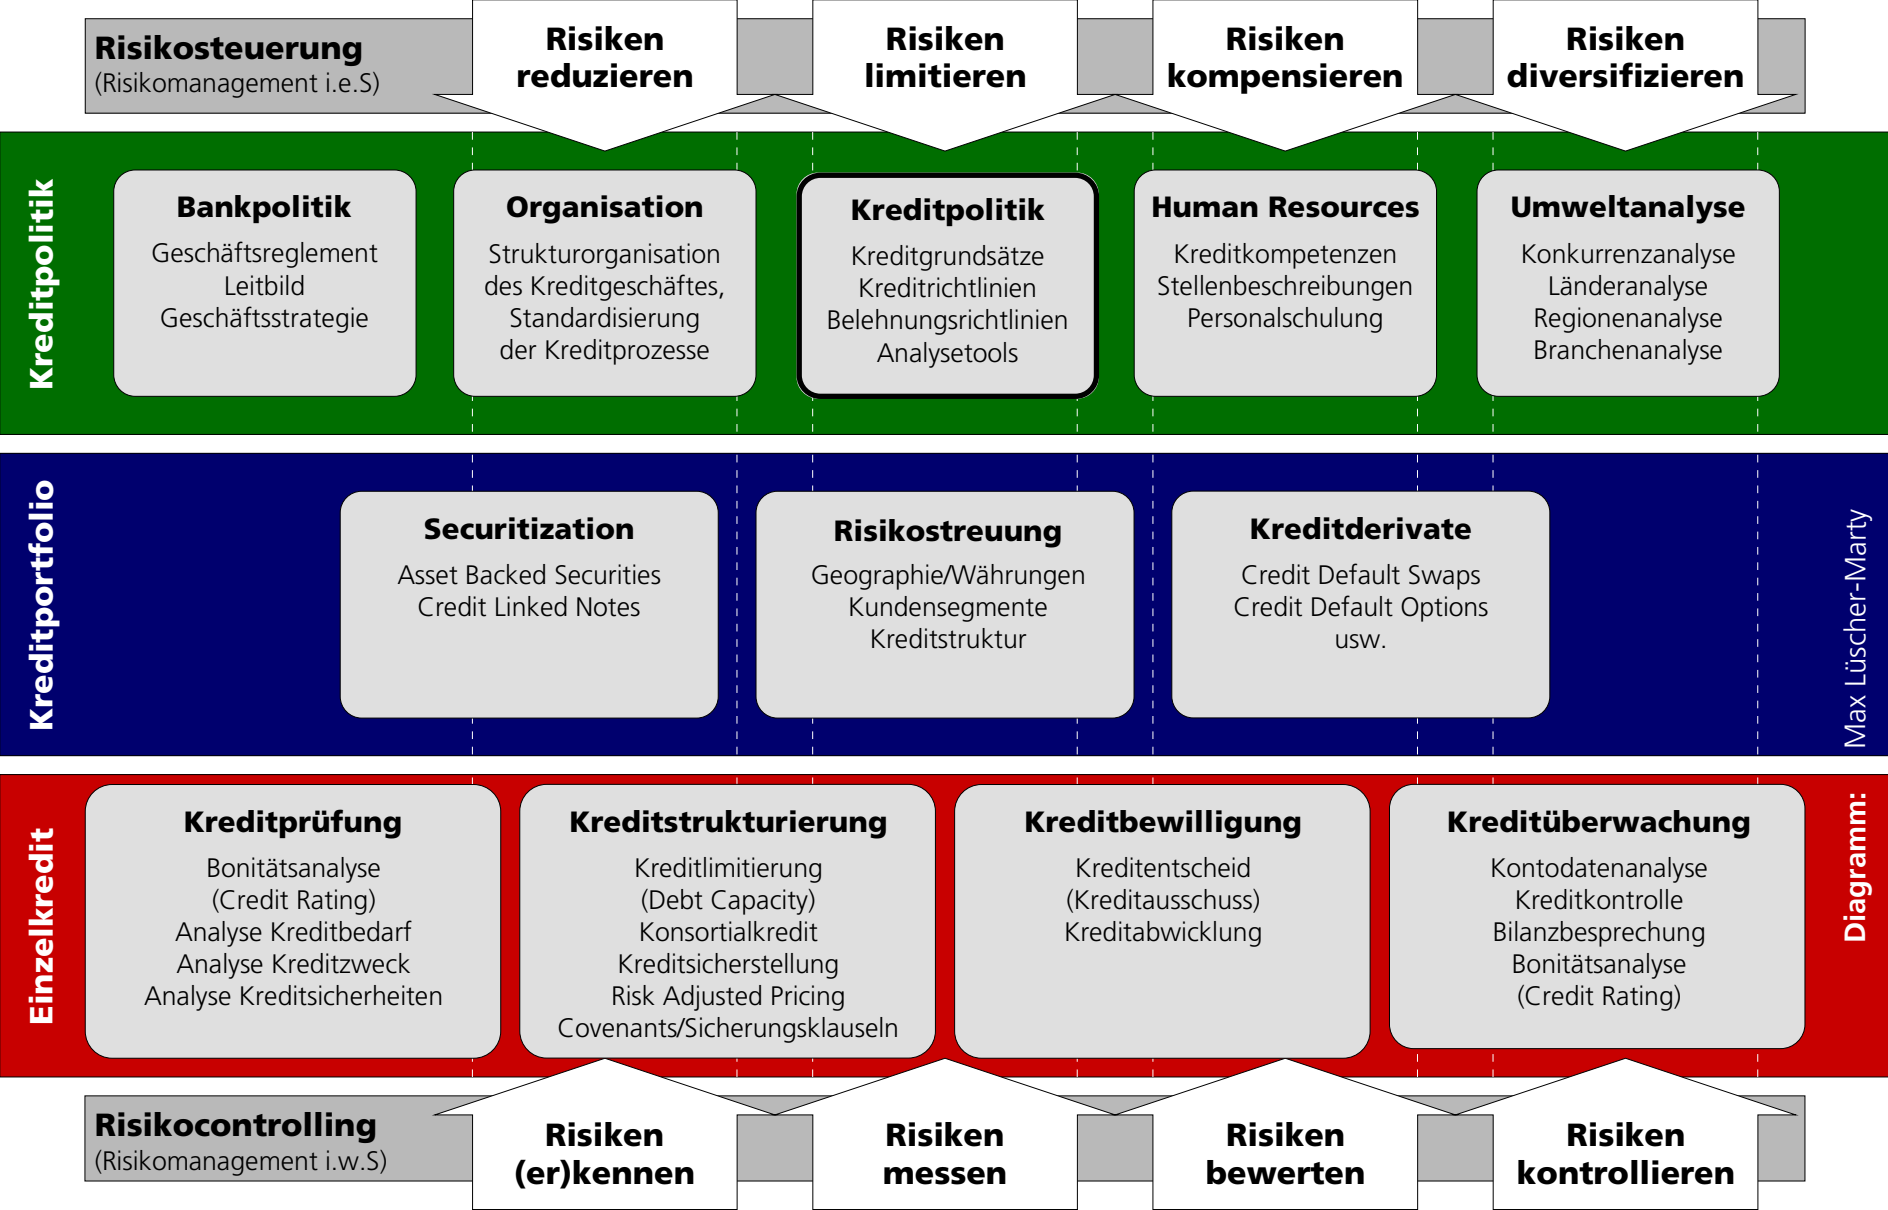 Risikosteuerung
(Risikomanagement i.e.S)
Risiken
reduzieren
Risiken
limitieren
Risiken
kompensieren
Risiken
diversifizieren
Kreditpolitik
Bankpolitik
Geschäftsreglement
Leitbild
Geschäftsstrategie
Organisation
Strukturorganisation
des Kreditgeschäftes,
Standardisierung
der Kreditprozesse
Kreditpolitik
Kreditgrundsätze
Kreditrichtlinien
Belehnungsrichtlinien
Analysetools
Human Resources
Kreditkompetenzen
Stellenbeschreibungen
Personalschulung
Umweltanalyse
Konkurrenzanalyse
Länderanalyse
Regionenanalyse
Branchenanalyse
Kreditportfolio
Securitization
Asset Backed Securities
Credit Linked Notes
Risikostreuung
Geographie/Währungen
Kundensegmente
Kreditstruktur
Kreditderivate
Credit Default Swaps
Credit Default Options
usw.
Einzelkredit
Kreditprüfung
Bonitätsanalyse
(Credit Rating)
Analyse Kreditbedarf
Analyse Kreditzweck
Analyse Kreditsicherheiten
Kreditstrukturierung
Kreditlimitierung
(Debt Capacity)
Konsortialkredit
Kreditsicherstellung
Risk Adjusted Pricing
Covenants/Sicherungsklauseln
Kreditbewilligung
Kreditentscheid
(Kreditausschuss)
Kreditabwicklung
Kreditüberwachung
Kontodatenanalyse
Kreditkontrolle
Bilanzbesprechung
Bonitätsanalyse
(Credit Rating)
Diagramm: Max Lüscher-Marty
Risikocontrolling
(Risikomanagement i.w.S)
Risiken
(er)kennen
Risiken
messen
Risiken
bewerten
Risiken
kontrollieren